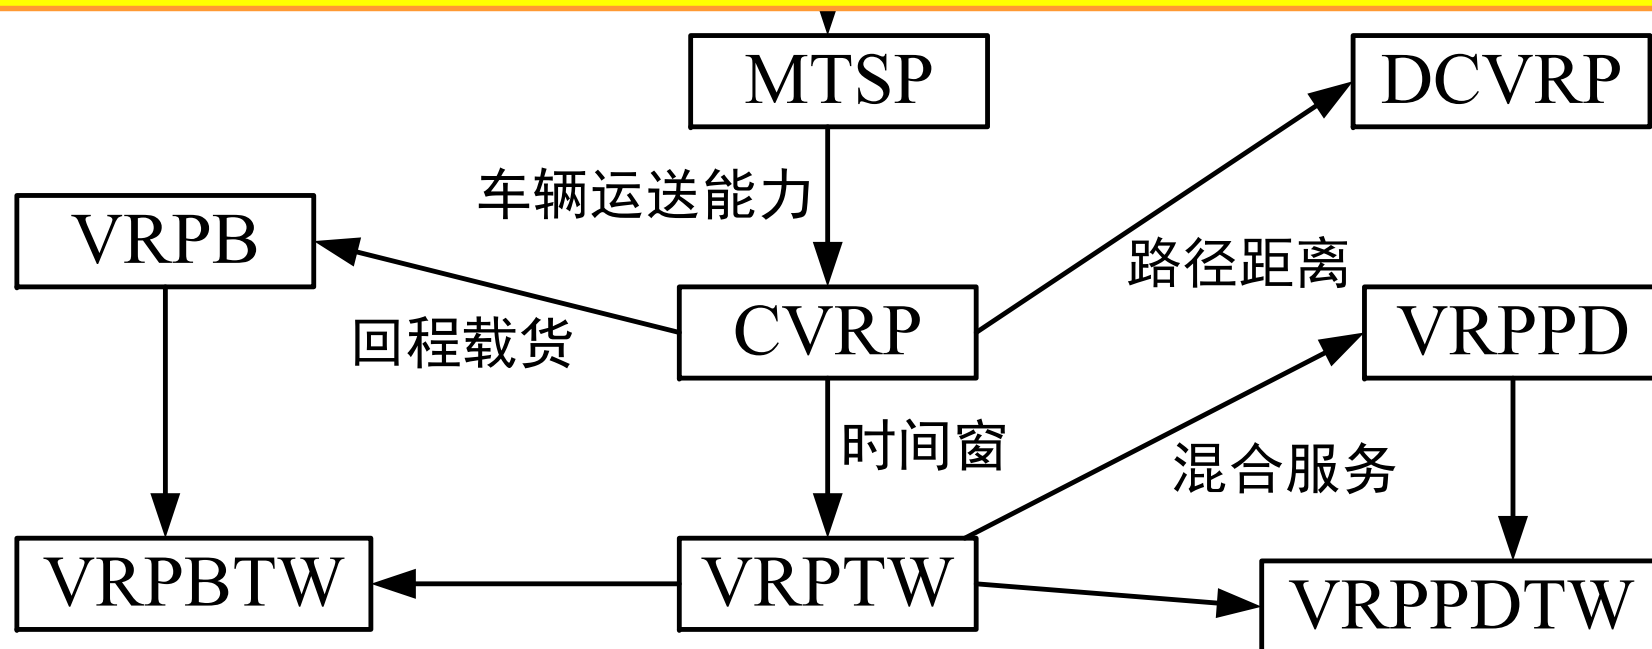 MTSP
DCVRP
车辆运送能力
VRPB
路径距离
CVRP
VRPPD
回程载货
时间窗
混合服务
VRPBTW
VRPTW
VRPPDTW